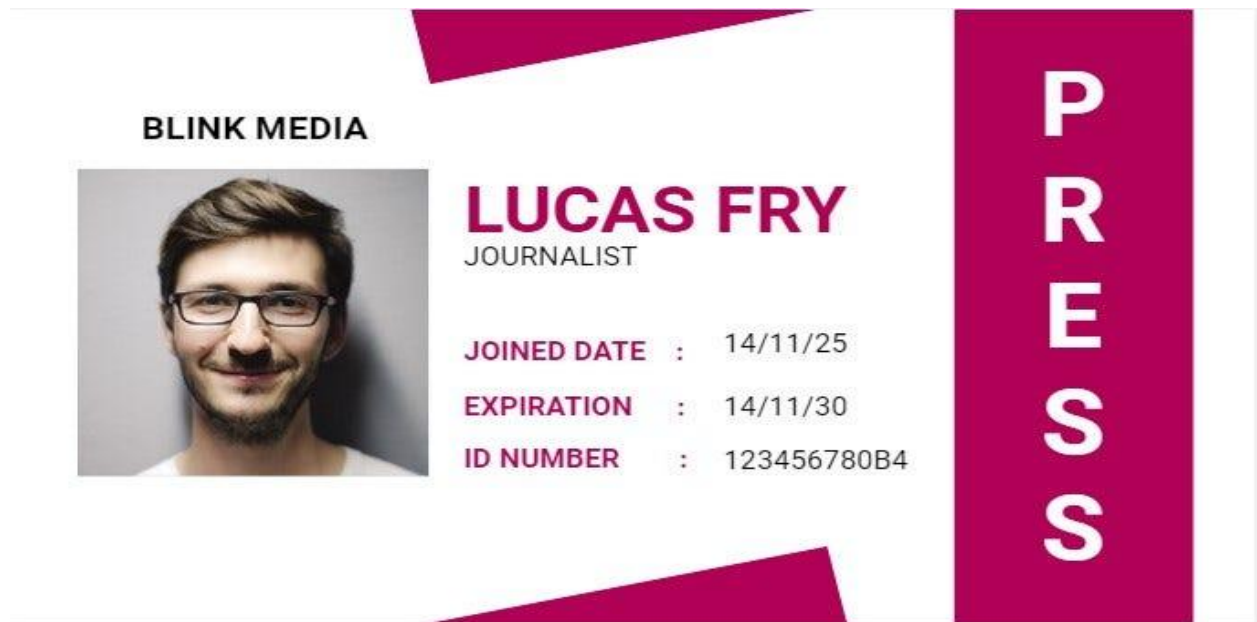 BLINK MEDIA
LUCAS FRY
JOURNALIST
JOINED DATE : 14/11/25
EXPIRATION : 14/11/30
ID NUMBER : 123456780B4
PRESS